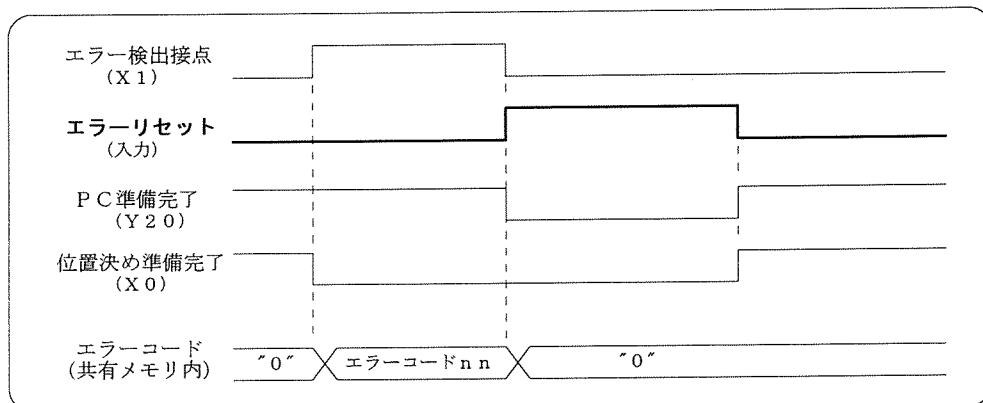 エラー検出接点
(X1)
エラーリセット
(入力)
PC準備完了
(Y20)
位置決め準備完了
(X0)
エラーコード
(共有メモリ内)
"0"
エラーコードnn
"0"